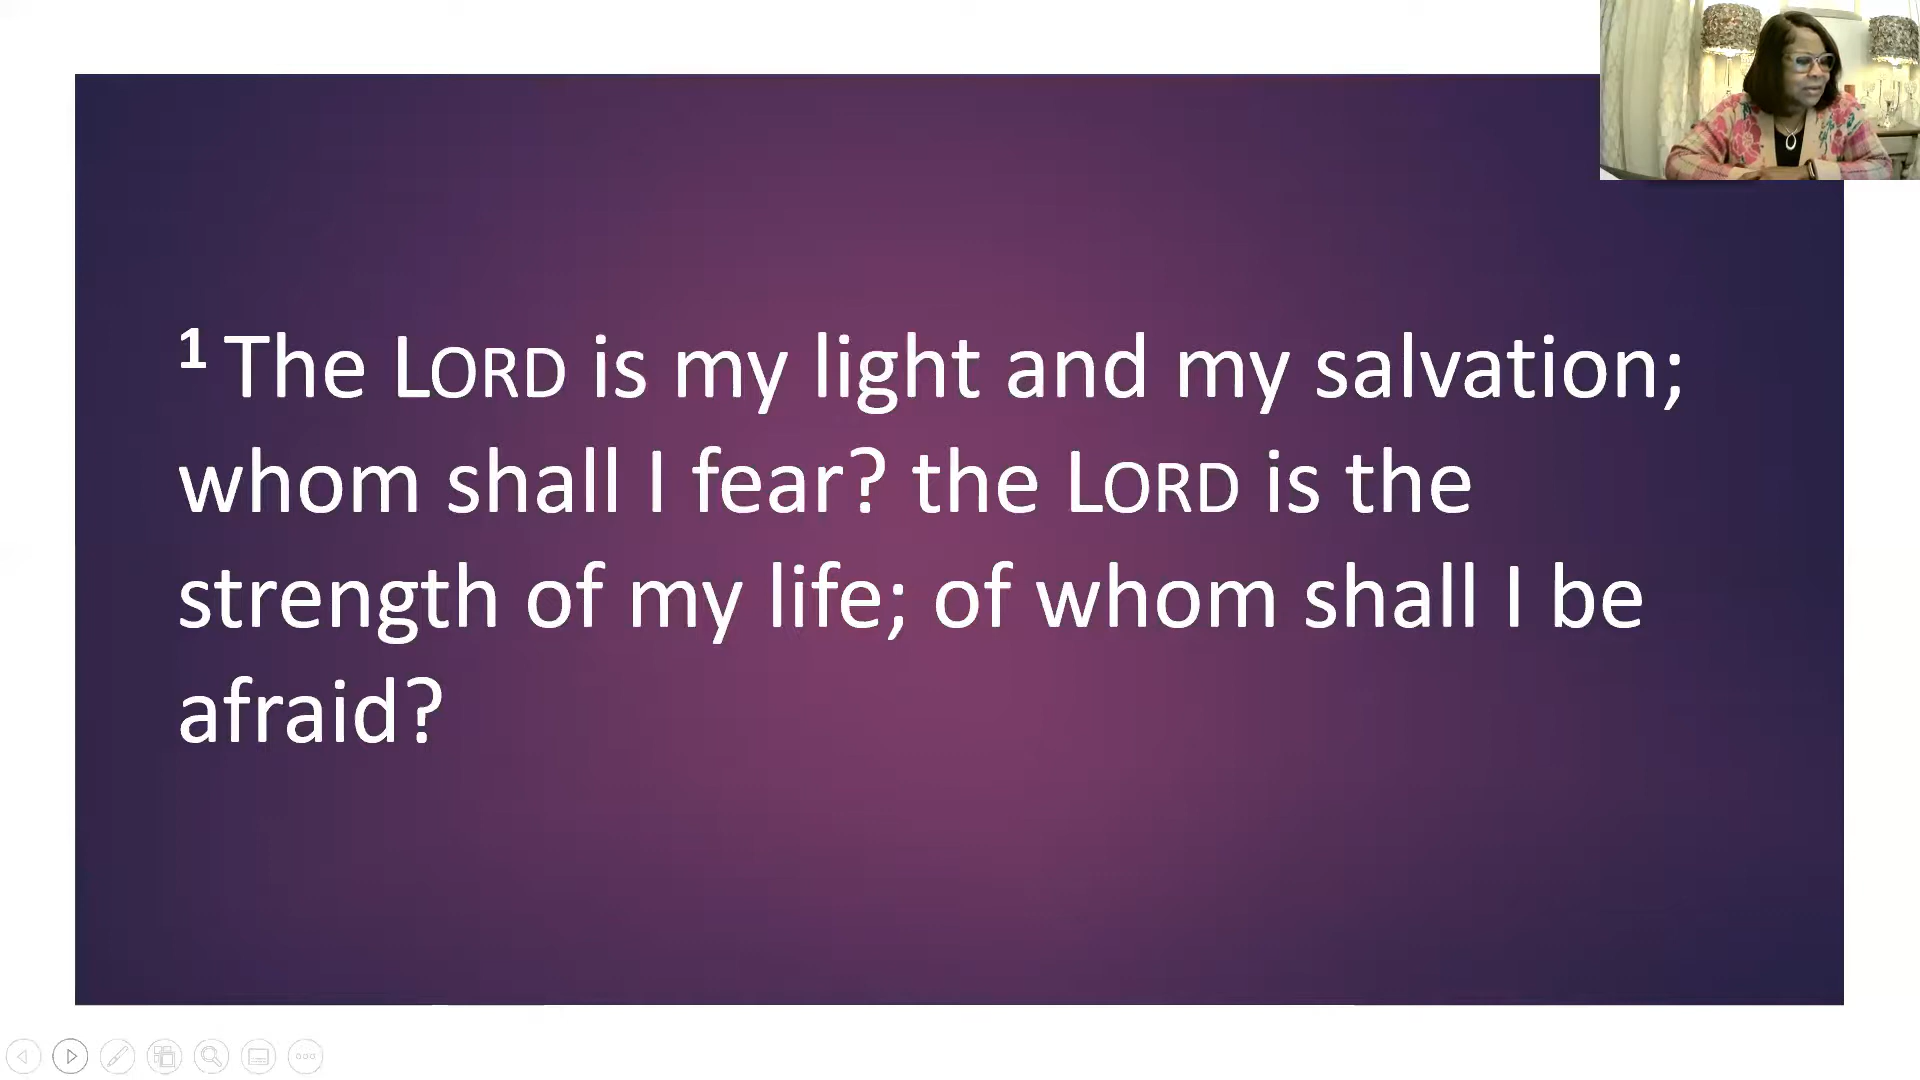 1 The LORD is my light and my salvation;
whom shall I fear? the LORD is the
strength of my life; of whom shall I be
afraid?